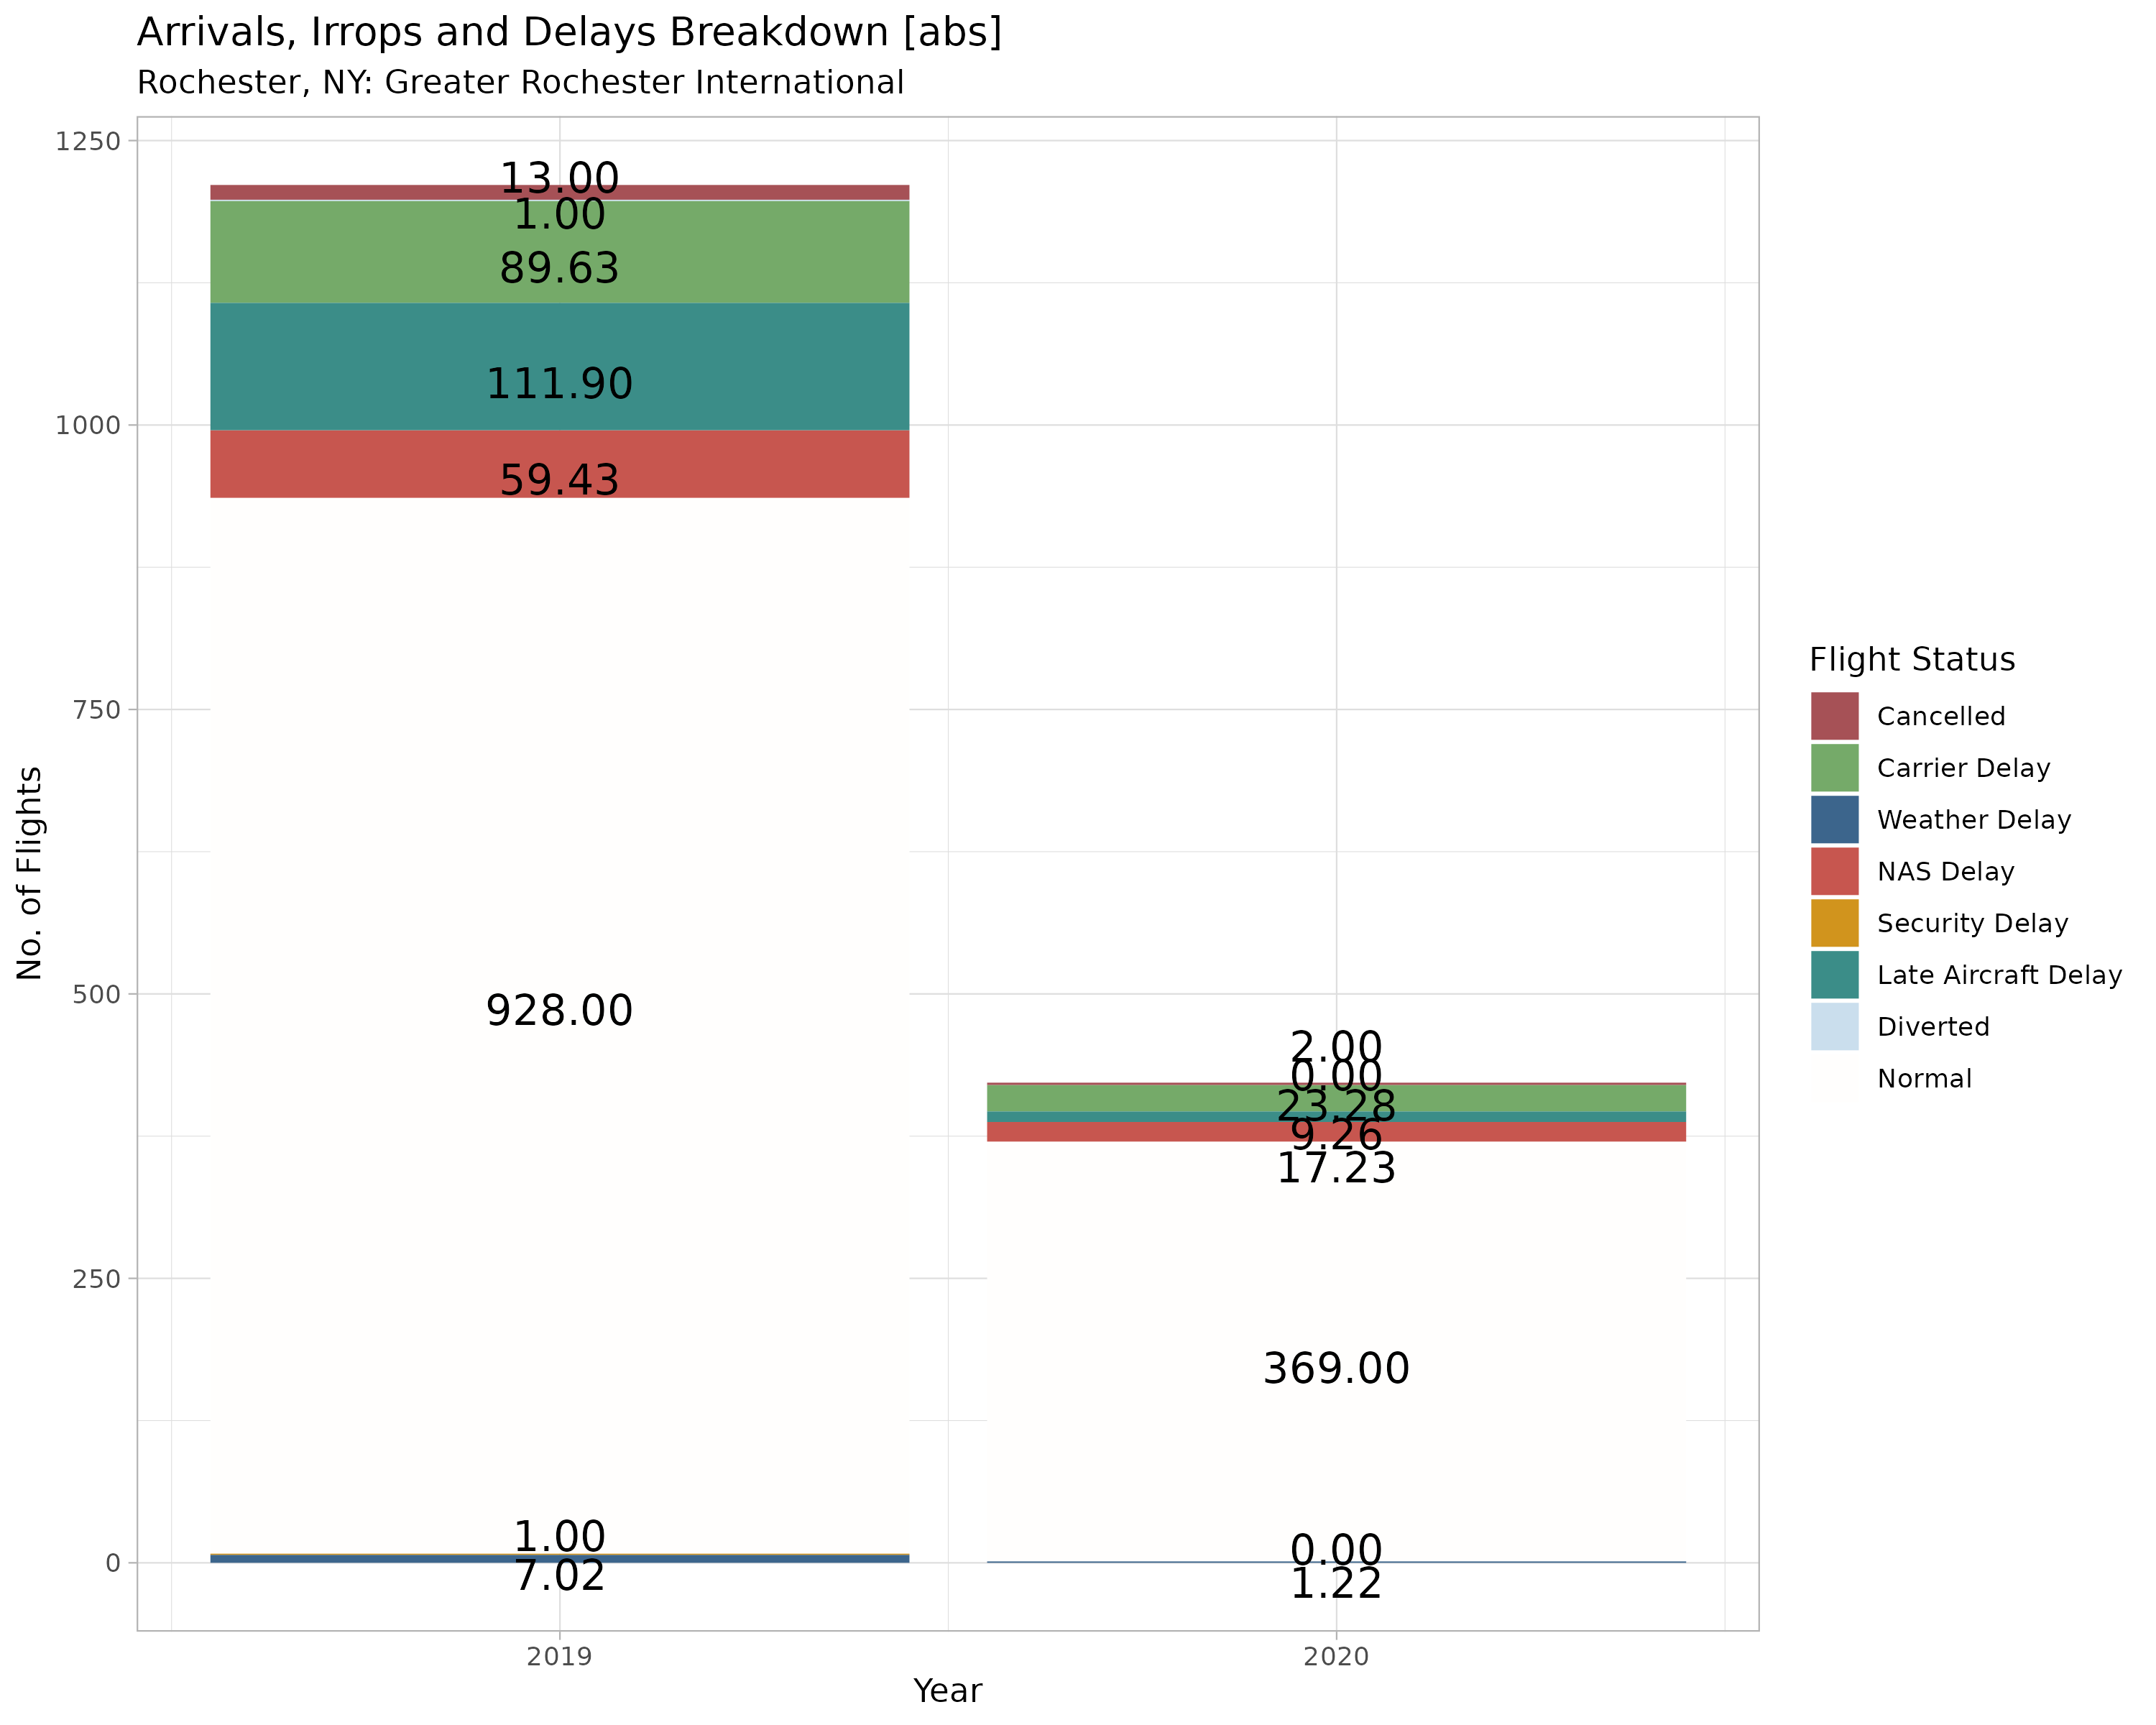 Arrivals, Irrops and Delays Breakdown [abs]
Rochester, NY: Greater Rochester International
No. of Flights
1250
1000
750
500
250
0
13.00
1.00
89.63
111.90
59.43
928.00
1.00
7.02
2.00
0.00
23.28
9.26
17.23
369.00
0.00
1.22
2019
2020
Year
Flight Status
Cancelled
Carrier Delay
Weather Delay
NAS Delay
Security Delay
Late Aircraft Delay
Diverted
Normal